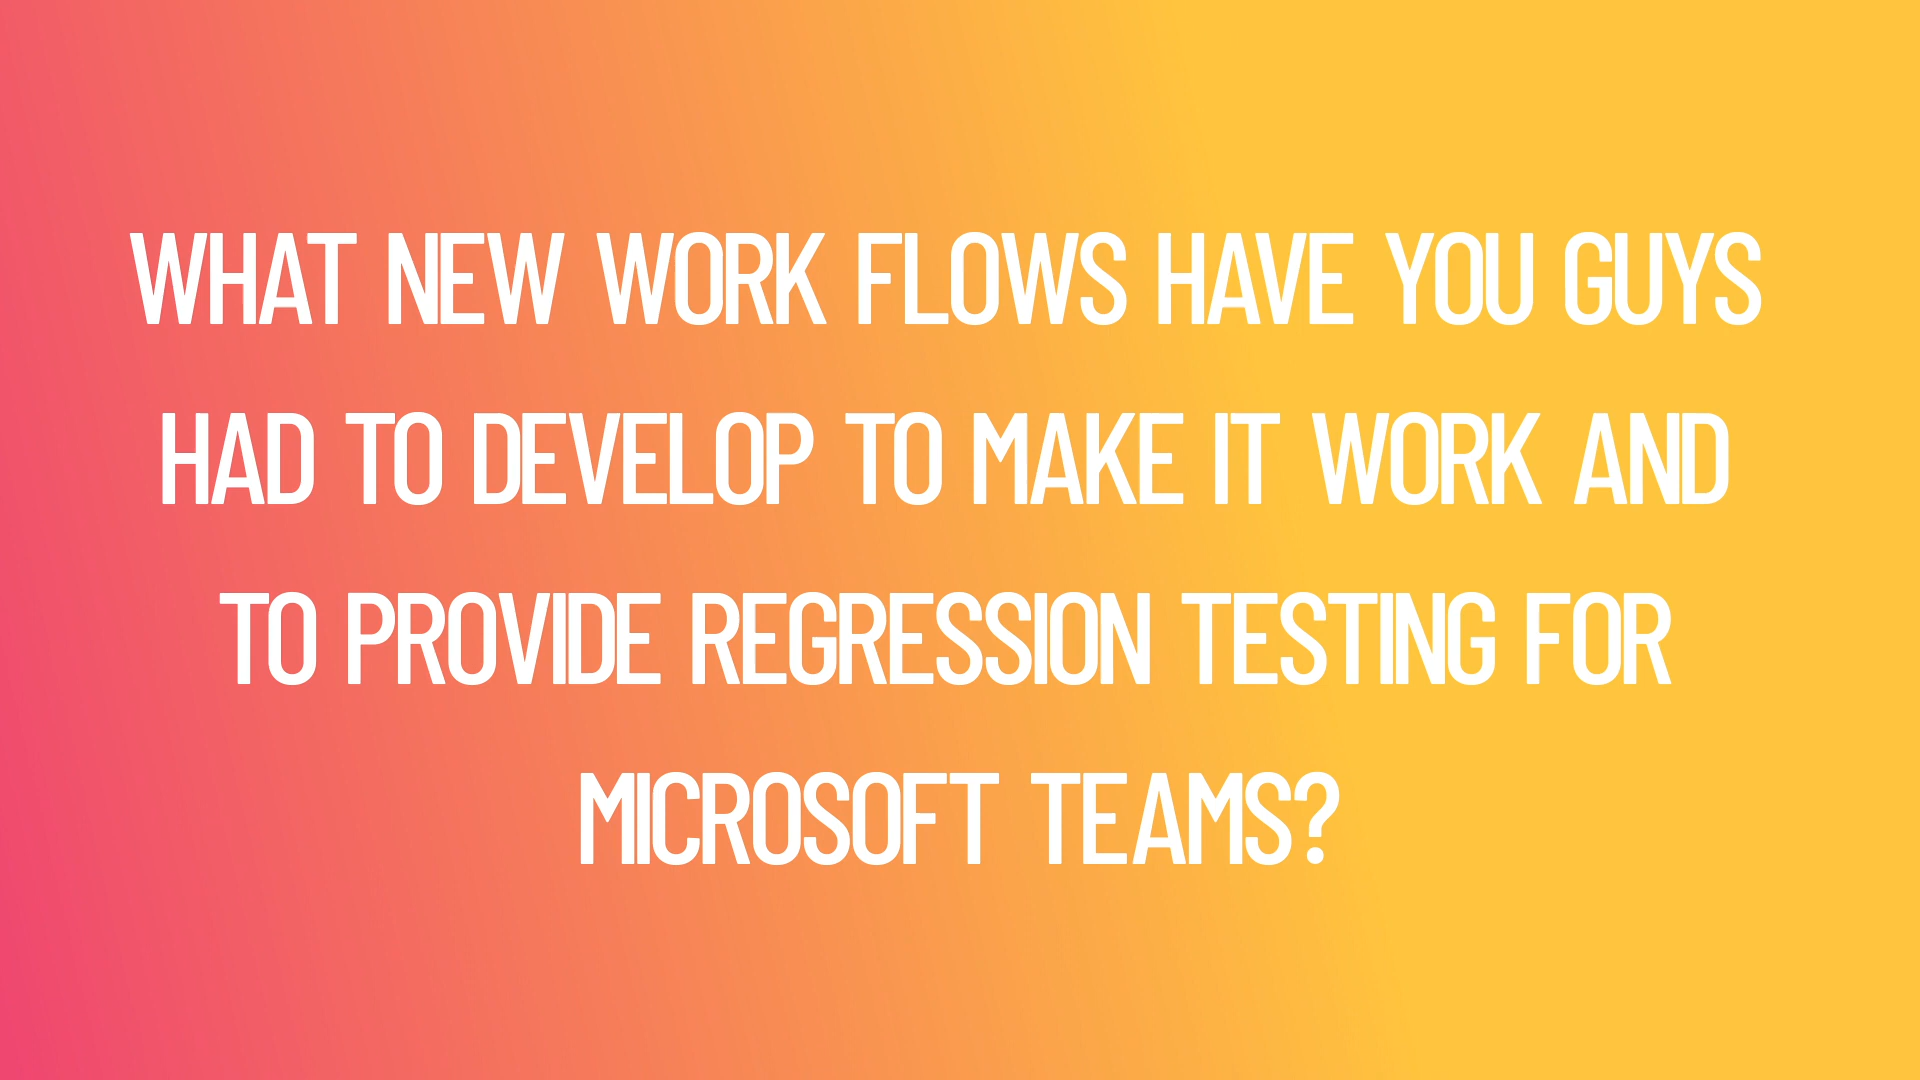 WHAT NEW WORK FLOWS HAVE YOU GUYS
HAD TO DEVELOP TO MAKE IT WORK AND
TO PROVIDE REGRESSION TESTING FOR
MICROSOFT TEAMS?